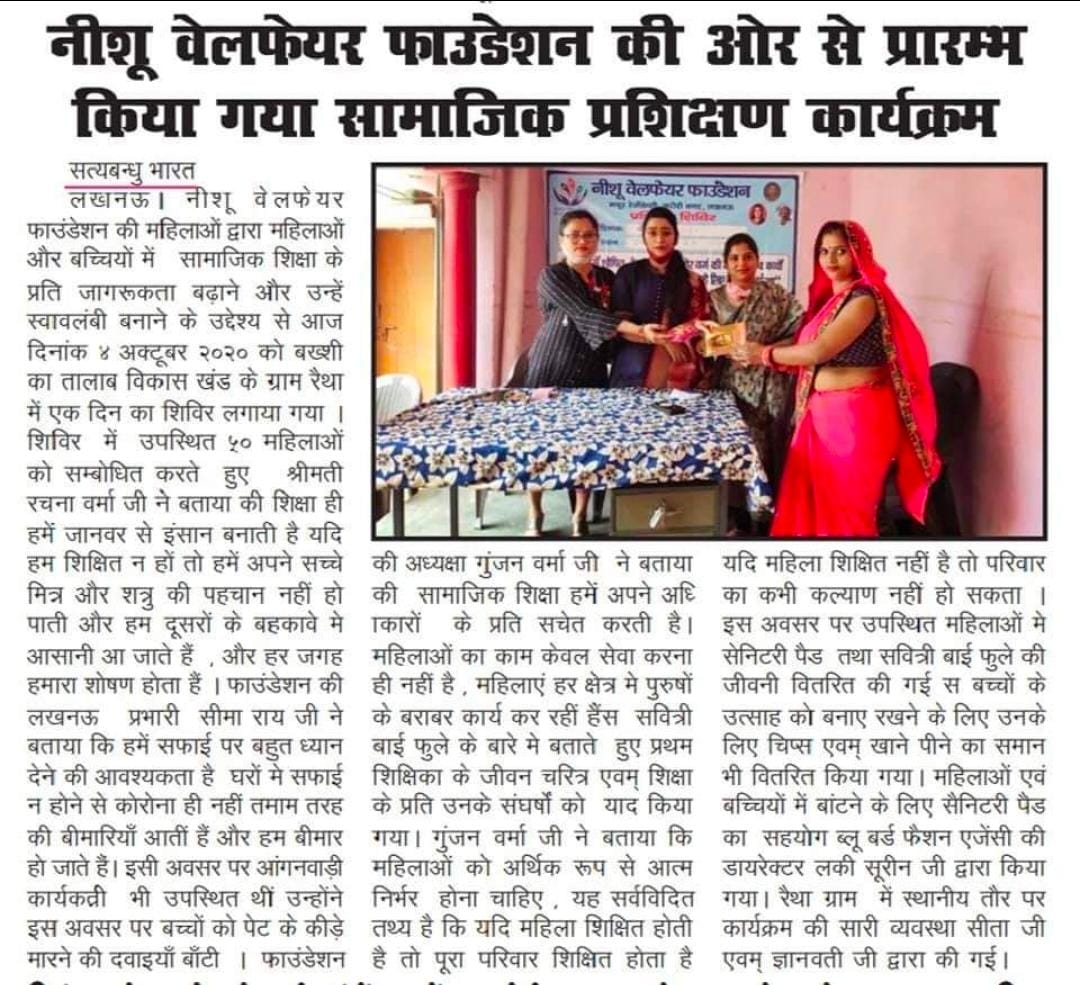 नीशू वेलफेयर फाउंडेशन की ओर से प्रारम्भ
किया गया सामाजिक प्रशिक्षण कार्यक्रम
सत्यबन्धु भारत
लखनऊ। नीशू वेलफेयर
फाउंडेशन की महिलाओं द्वारा महिलाओं
और बच्चियों में सामाजिक शिक्षा के
प्रति जागरूकता बढ़ाने और उन्हें
स्वावलंबी बनाने के उद्देश्य से आज
दिनांक ४ अक्टूबर २०२० को बख्शी
का तालाब विकास खंड के ग्राम रैथा
में एक दिन का शिविर लगाया गया ।
शिविर में उपस्थित ५० महिलाओं
को सम्बोधित करते हुए श्रीमती
रचना वर्मा जी ने बताया की शिक्षा ही
हमें जानवर से इंसान बनाती है यदि
हम शिक्षित न हों तो हमें अपने सच्चे
मित्र और शत्रु की पहचान नहीं हो
पाती और हम दूसरों के बहकावे मे
आसानी आ जाते हैं , और हर जगह
हमारा शोषण होता हैं । फाउंडेशन की
लखनऊ प्रभारी सीमा राय जी ने
बताया कि हमें सफाई पर बहुत ध्यान
देने की आवश्यकता है घरों मे सफाई
न होने से कोरोना ही नहीं तमाम तरह
की बीमारियाँ आतीं हैं और हम बीमार
हो जाते हैं। इसी अवसर पर आंगनवाड़ी
कार्यकत्री भी उपस्थित थीं उन्होंने
इस अवसर पर बच्चों को पेट के कीड़े
मारने की दवाइयाँ बाँटी । फाउंडेशन
नीशू वेलफेयर फाउंडेशन
की अध्यक्षा गुंजन वर्मा जी ने बताया
की सामाजिक शिक्षा हमें अपने अधि
ाकारों के प्रति सचेत करती है।
महिलाओं का काम केवल सेवा करना
ही नहीं है , महिलाएं हर क्षेत्र मे पुरुषों
के बराबर कार्य कर रहीं हैंस सवित्री
बाई फुले के बारे मे बताते हुए प्रथम
शिक्षिका के जीवन चरित्र एवम् शिक्षा
के प्रति उनके संघर्षों को याद किया
गया। गुंजन वर्मा जी ने बताया कि
महिलाओं को अर्थिक रूप से आत्म
निर्भर होना चाहिए , यह सर्वविदित
तथ्य है कि यदि महिला शिक्षित होती
है तो पूरा परिवार शिक्षित होता है
यदि महिला शिक्षित नहीं है तो परिवार
का कभी कल्याण नहीं हो सकता ।
इस अवसर पर उपस्थित महिलाओं मे
सेनिटरी पैड तथा सवित्री बाई फुले की
जीवनी वितरित की गई स बच्चों के
उत्साह को बनाए रखने के लिए उनके
लिए चिप्स एवम् खाने पीने का समान
भी वितरित किया गया। महिलाओं एवं
बच्चियों में बांटने के लिए सैनिटरी पैड
का सहयोग ब्लू बर्ड फैशन एजेंसी की
डायरेक्टर लकी सूरीन जी द्वारा किया
गया। रैथा ग्राम में स्थानीय तौर पर
कार्यक्रम की सारी व्यवस्था सीता जी
एवम् ज्ञानवती जी द्वारा की गई।